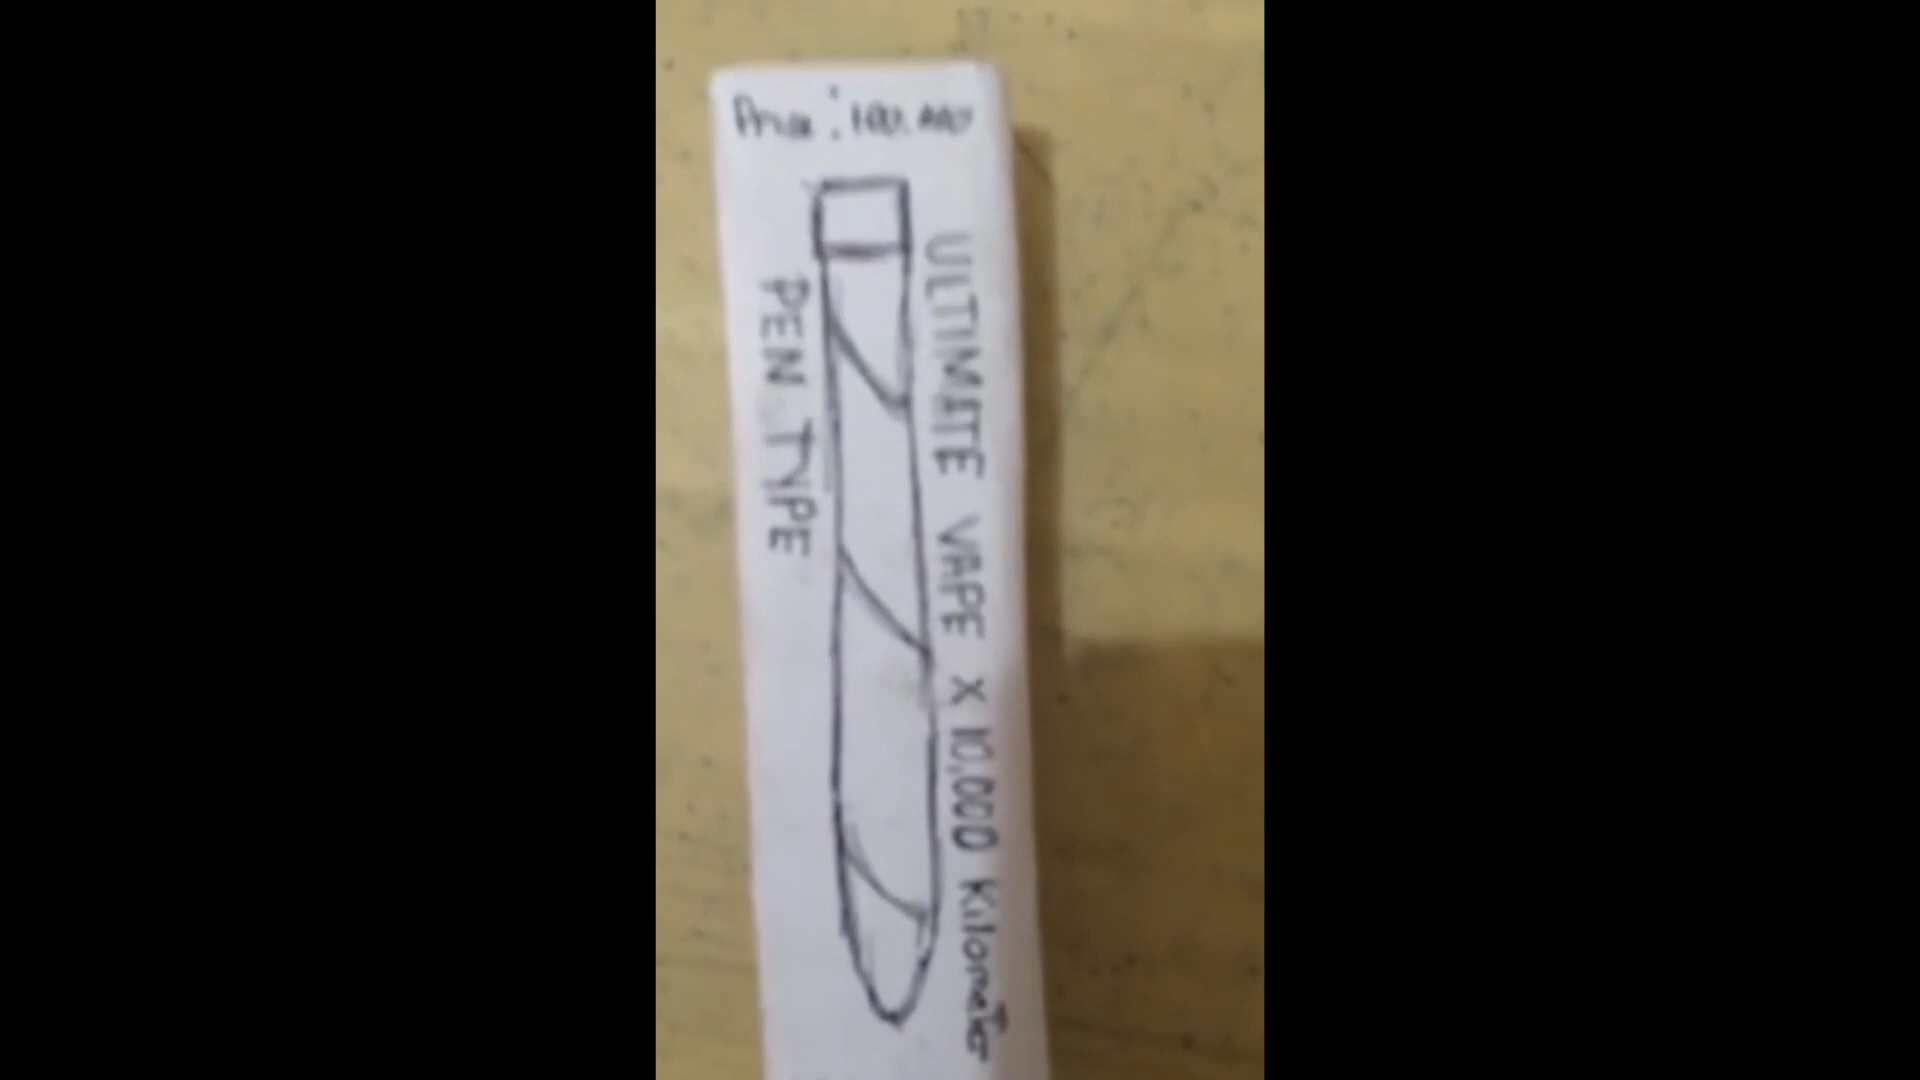 Price : 100.000
ULTIMATE VAPE X 10,000 KilomeTer
PEN TYPE